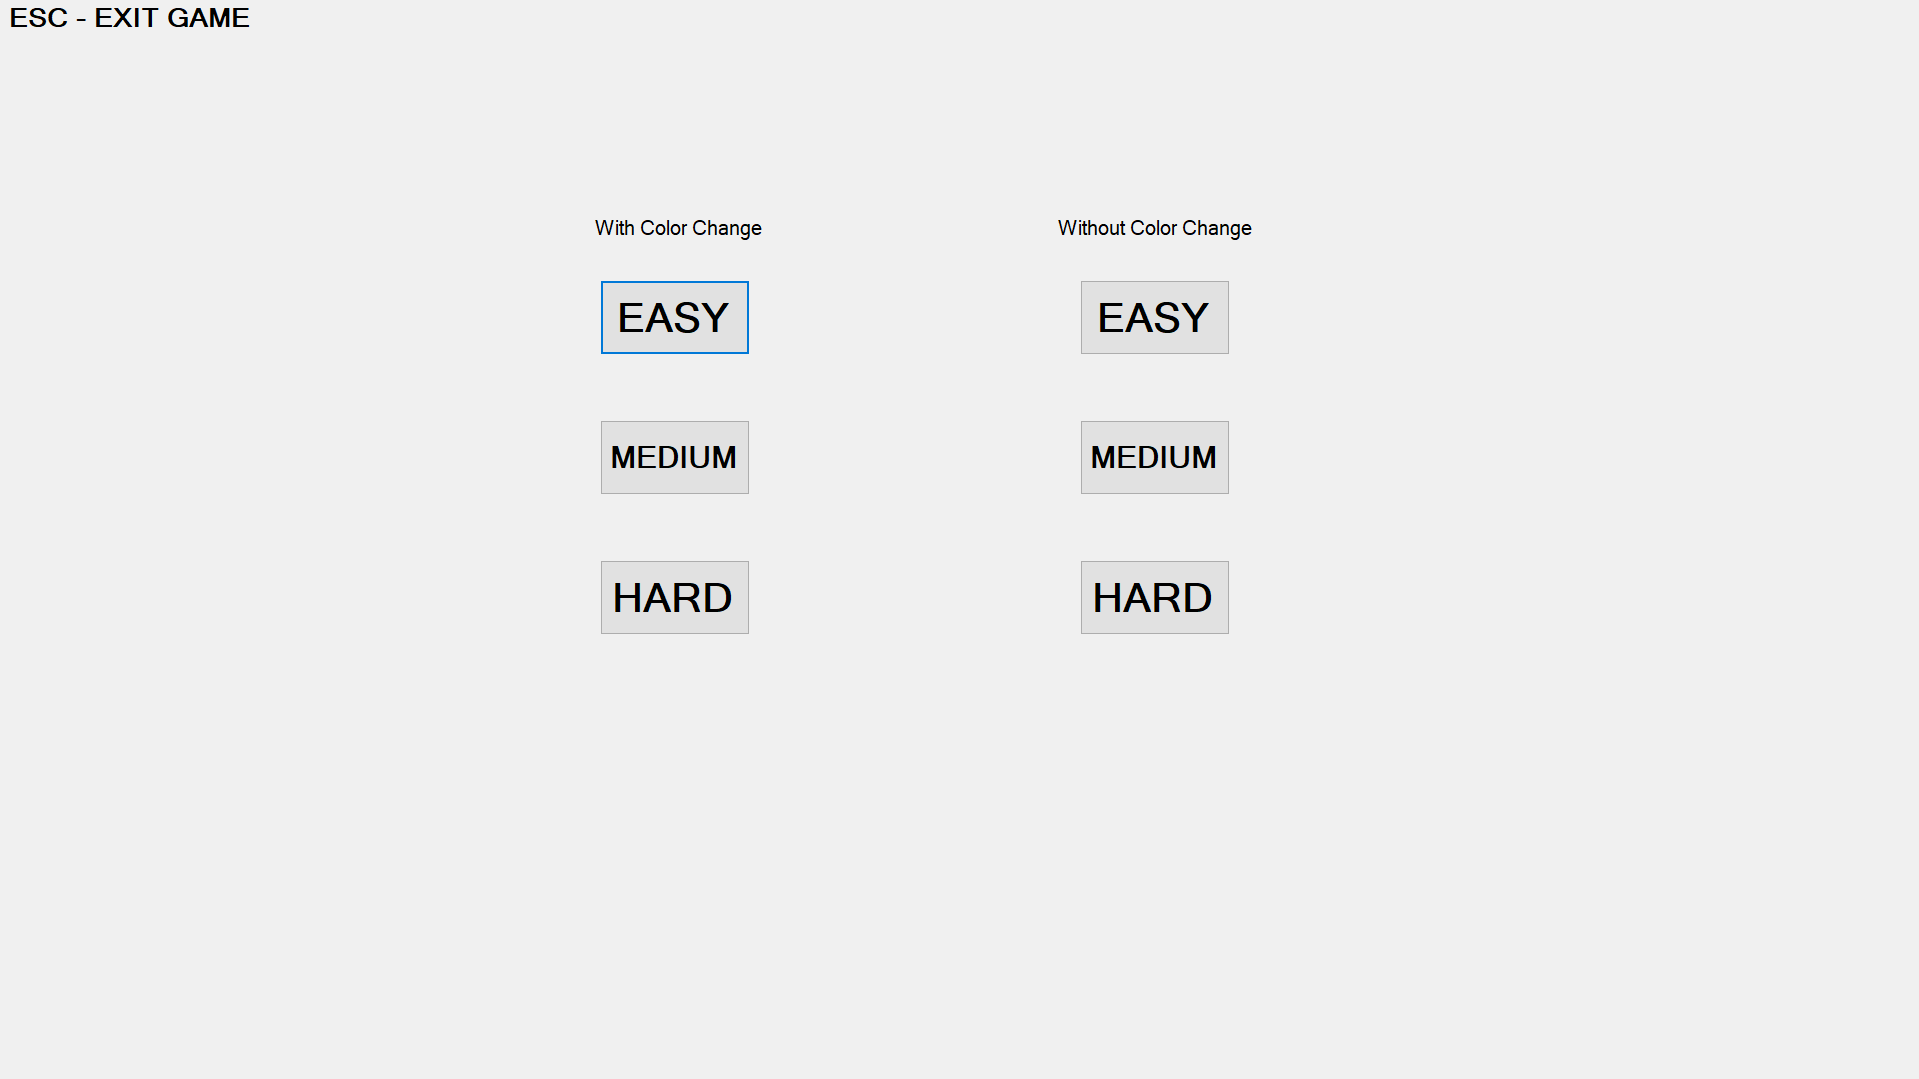 ESC - EXIT GAME
With Color Change Without Color Change
EASY EASY
MEDIUM MEDIUM
HARD HARD